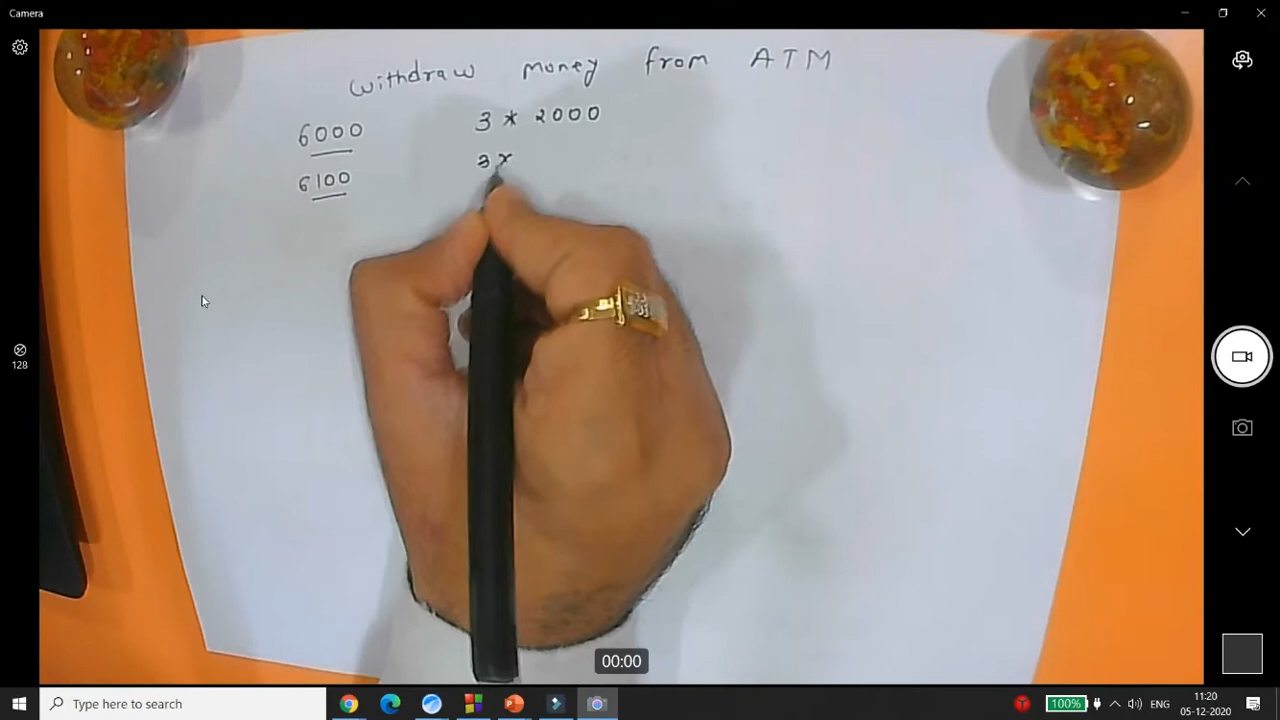 Camera
withdraw money from ATM
6000 3 * 2000
6100 3 *
128
00:00
Type here to search
100%
ENG
11:20
05-12-2020